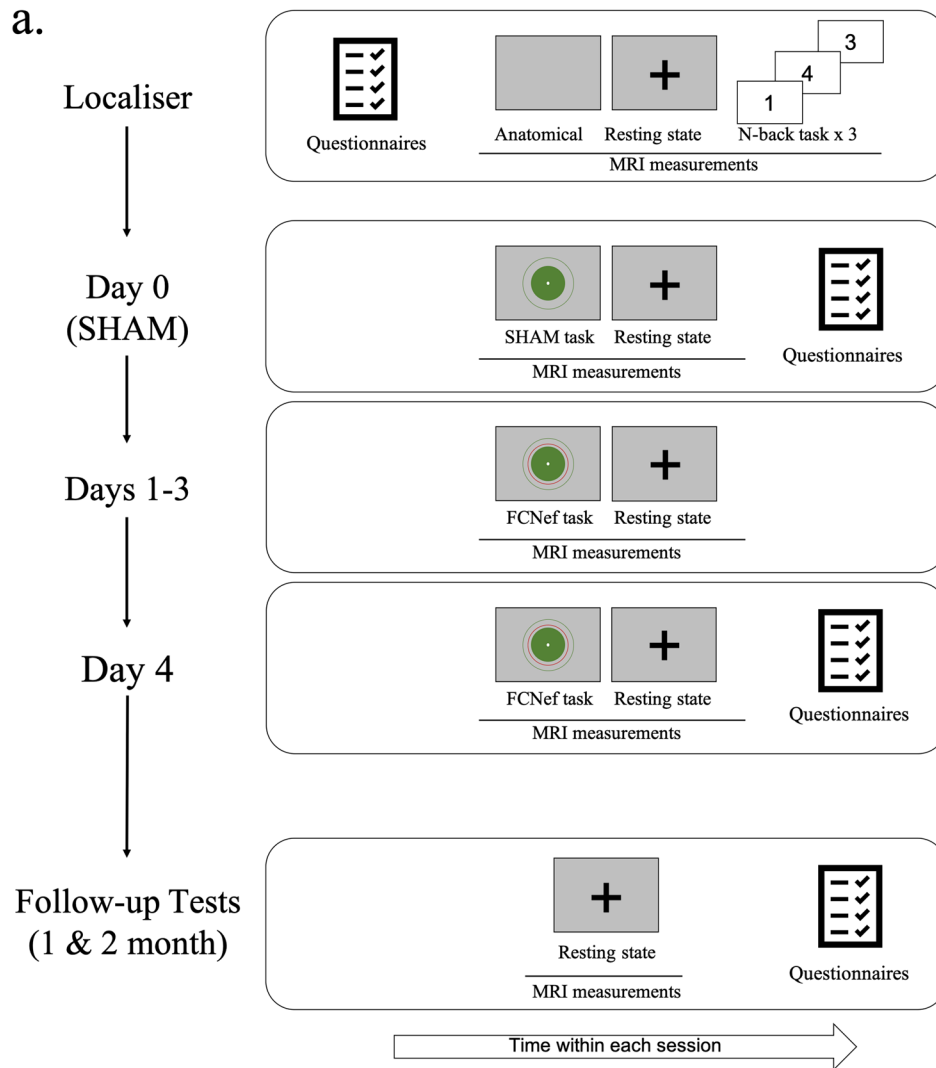 a.
Localiser
Questionnaires
Anatomical
Resting state
1
4
3
N-back task x 3
MRI measurements
Day 0
(SHAM)
SHAM task
Resting state
MRI measurements
Questionnaires
Days 1-3
FCNef task
Resting state
MRI measurements
Day 4
FCNef task
Resting state
MRI measurements
Questionnaires
Follow-up Tests
(1 & 2 month)
Resting state
MRI measurements
Questionnaires
Time within each session